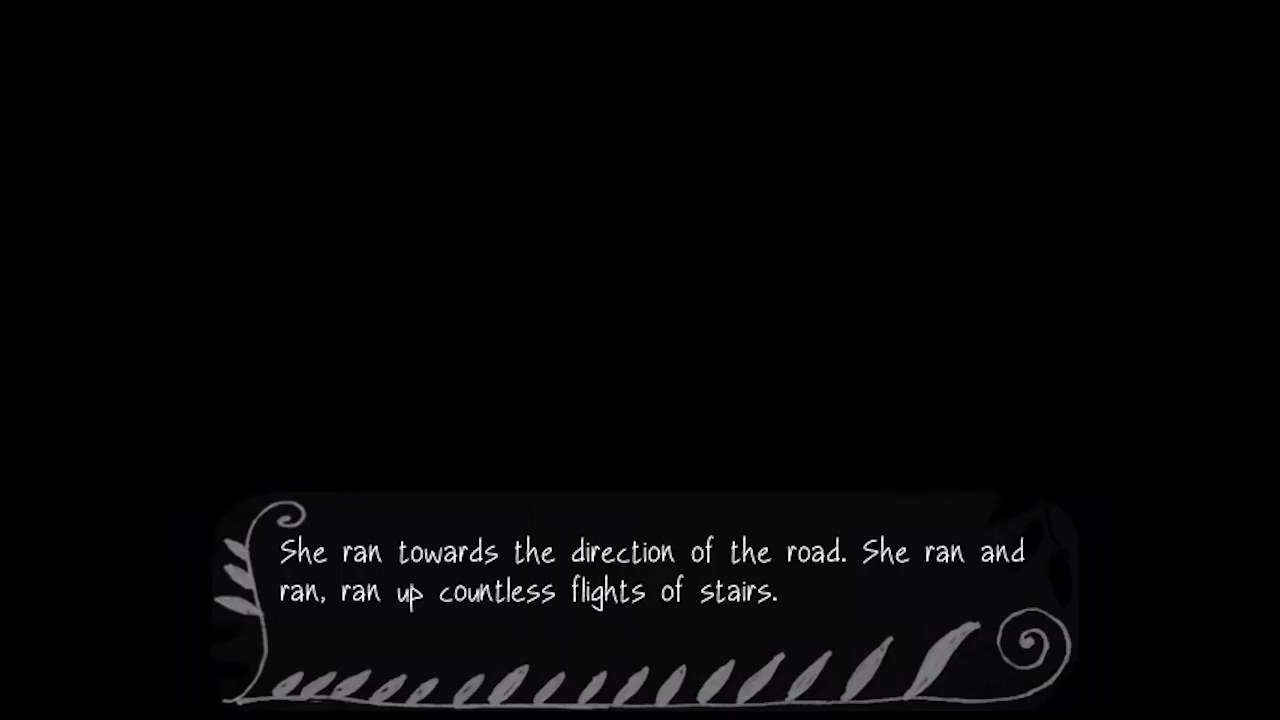 She ran towards the direction of the road. She ran and
ran, ran up countless flights of stairs.